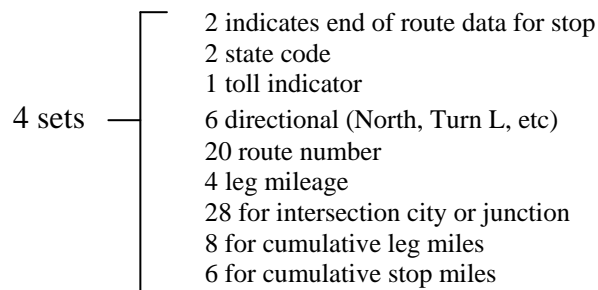 2 indicates end of route data for stop
2 state code
1 toll indicator
4 sets
6 directional (North, Turn L, etc)
20 route number
4 leg mileage
28 for intersection city or junction
8 for cumulative leg miles
6 for cumulative stop miles